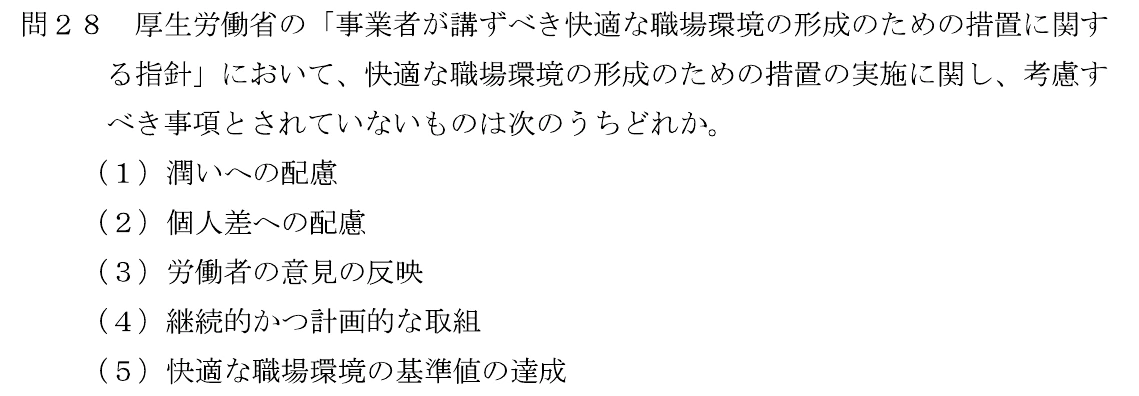 問２８　厚生労働省の「事業者が講ずべき快適な職場環境の形成のための措置に関す
る指針」において、快適な職場環境の形成のための措置の実施に関し、考慮す
べき事項とされていないものは次のうちどれか。
（１）潤いへの配慮
（２）個人差への配慮
（３）労働者の意見の反映
（４）継続的かつ計画的な取組
（５）快適な職場環境の基準値の達成